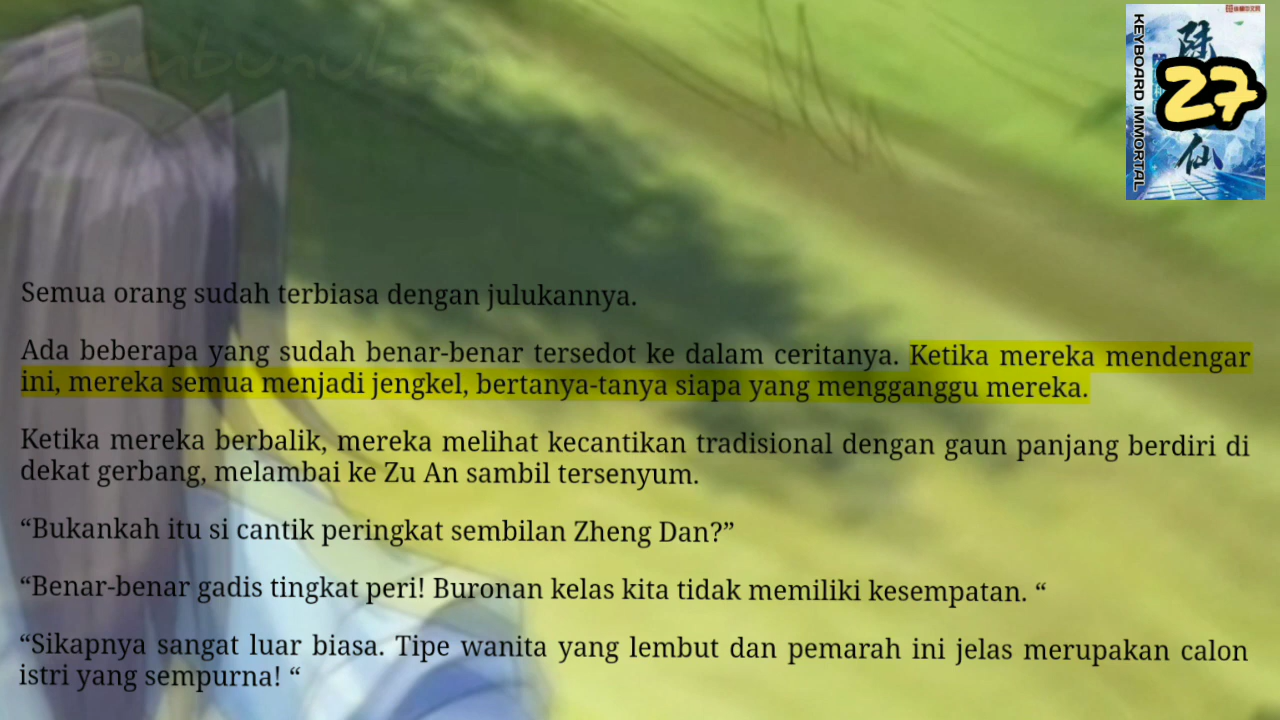 KEYBOARD IMMORTAL
陆
27
仙
Semua orang sudah terbiasa dengan julukannya.
Ada beberapa yang sudah benar-benar tersedot ke dalam ceritanya. Ketika mereka mendengar
ini, mereka semua menjadi jengkel, bertanya-tanya siapa yang mengganggu mereka.
Ketika mereka berbalik, mereka melihat kecantikan tradisional dengan gaun panjang berdiri di
dekat gerbang, melambai ke Zu An sambil tersenyum.
“Bukankah itu si cantik peringkat sembilan Zheng Dan?”
“Benar-benar gadis tingkat peri! Buronan kelas kita tidak memiliki kesempatan. “
“Sikapnya sangat luar biasa. Tipe wanita yang lembut dan pemarah ini jelas merupakan calon
istri yang sempurna! “